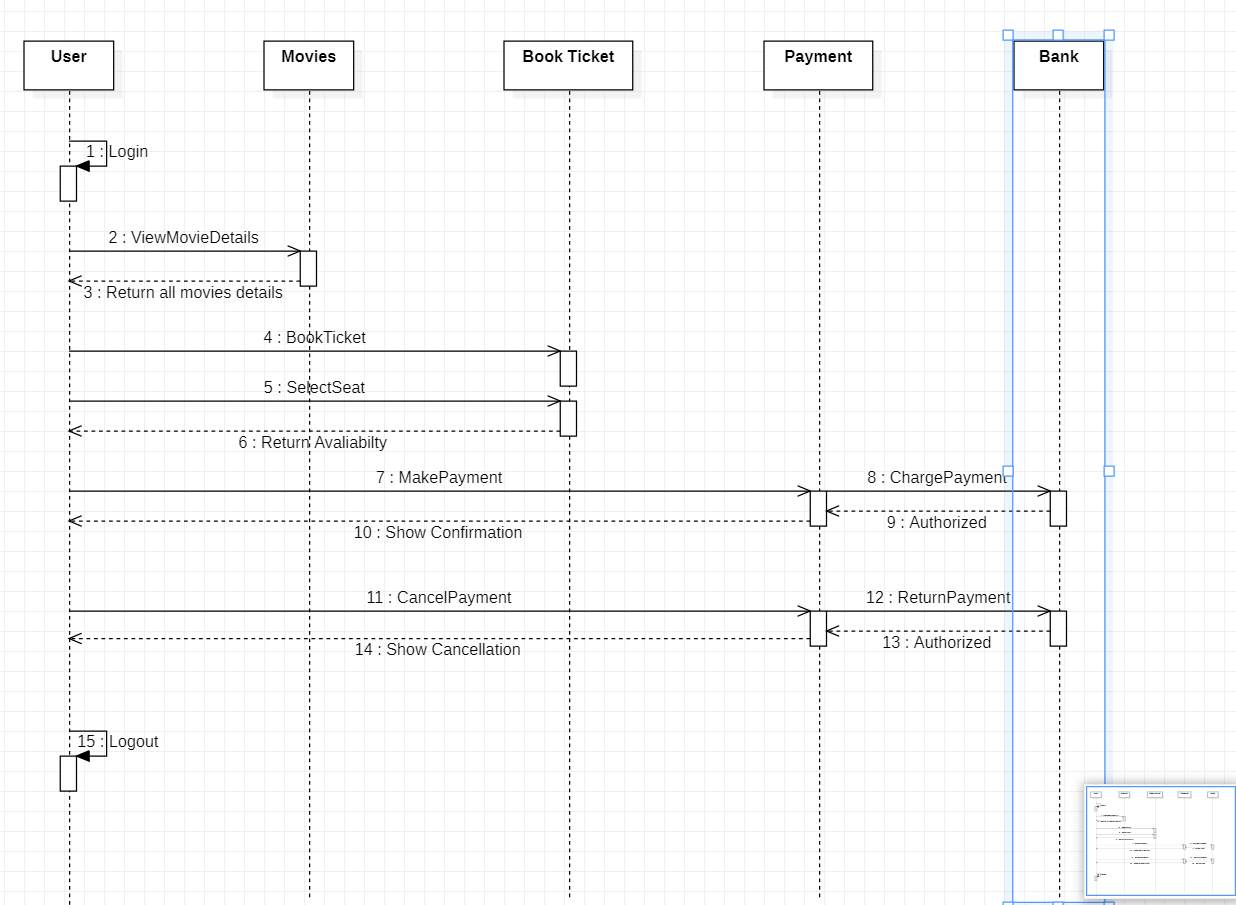 User
Movies
Book Ticket
Payment
Bank
1 : Login
2 : ViewMovieDetails
3 : Return all movies details
4 : BookTicket
5 : SelectSeat
6 : Return Avaliabilty
7 : MakePayment
8 : ChargePayment
9 : Authorized
10 : Show Confirmation
11 : CancelPayment
12 : ReturnPayment
13 : Authorized
14 : Show Cancellation
15 : Logout